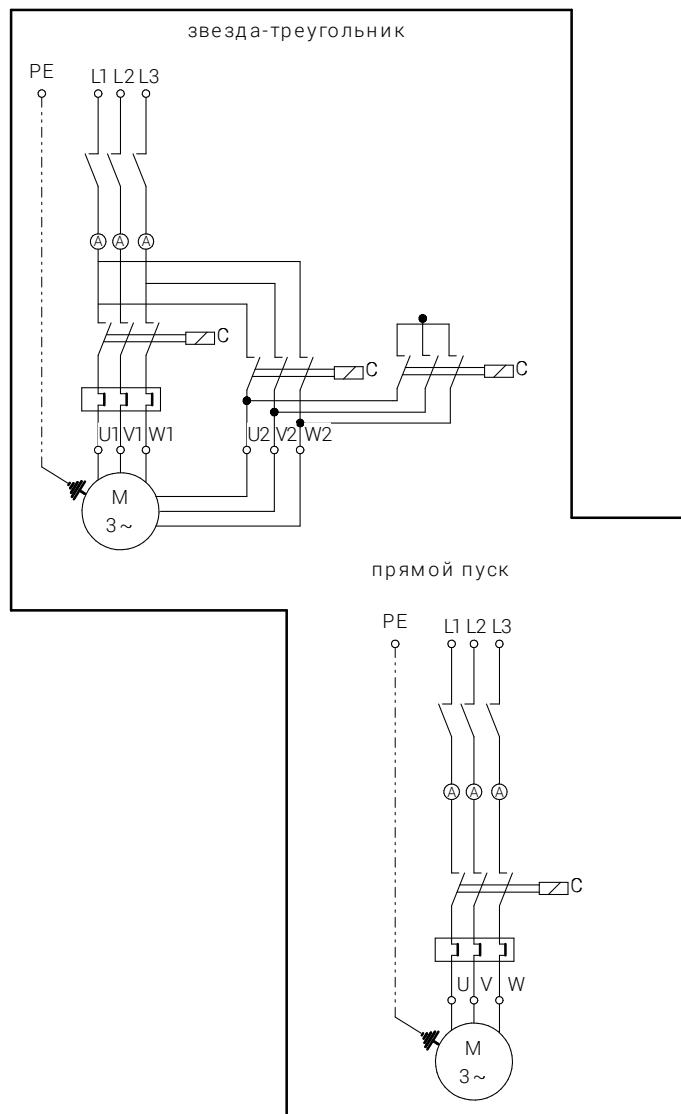 звезда-треугольник
PE
L1 L2 L3
A A A
C
C
C
U1 V1 W1
U2 V2 W2
M
3~
прямой пуск
PE
L1 L2 L3
A A A
C
U V W
M
3~